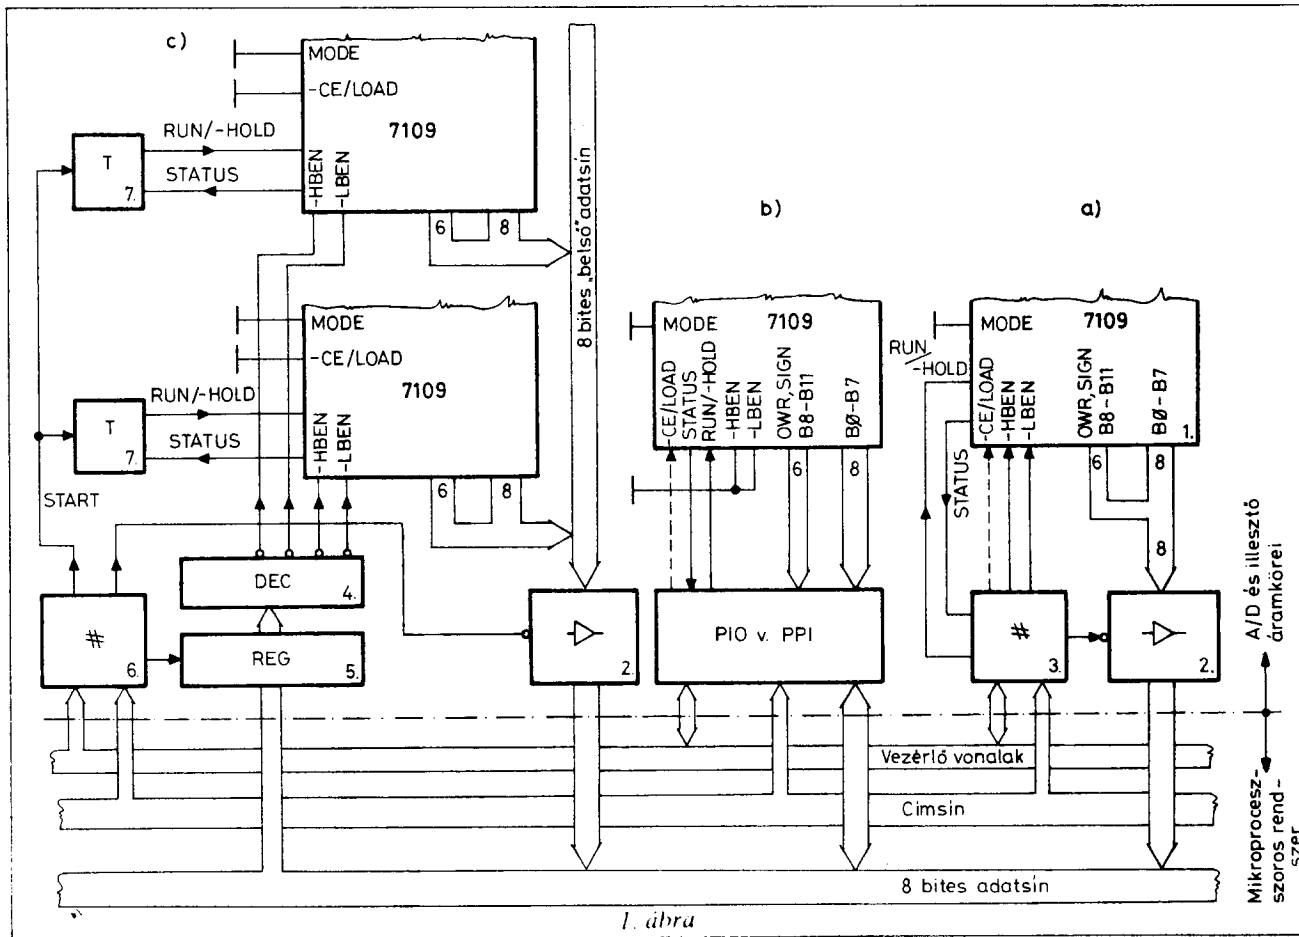 c)
MODE
-CE/LOAD
7109
RUN/-HOLD
STATUS
-HBEN
-LBEN
6
8
T
7.
MODE
-CE/LOAD
7109
RUN/-HOLD
STATUS
-HBEN
-LBEN
6
8
T
7.
START
8 bites „belső” adatsín
DEC
4.
REG
5.
#
6.
2.
b)
MODE
7109
-CE/LOAD
STATUS
RUN/-HOLD
-HBEN
-LBEN
OWR,SIGN
B8-B11
BØ-B7
6
8
PIO v. PPI
a)
MODE
7109
RUN/
-HOLD
STATUS
-CE/LOAD
-HBEN
-LBEN
OWR,SIGN
B8-B11
BØ-B7
1.
6
8
8
#
3.
2.
A/D és illesztő
áramkörei
Mikroprocesz-
szoros rend-
szer
Vezérlő vonalak
Címsín
8 bites adatsín
1. ábra